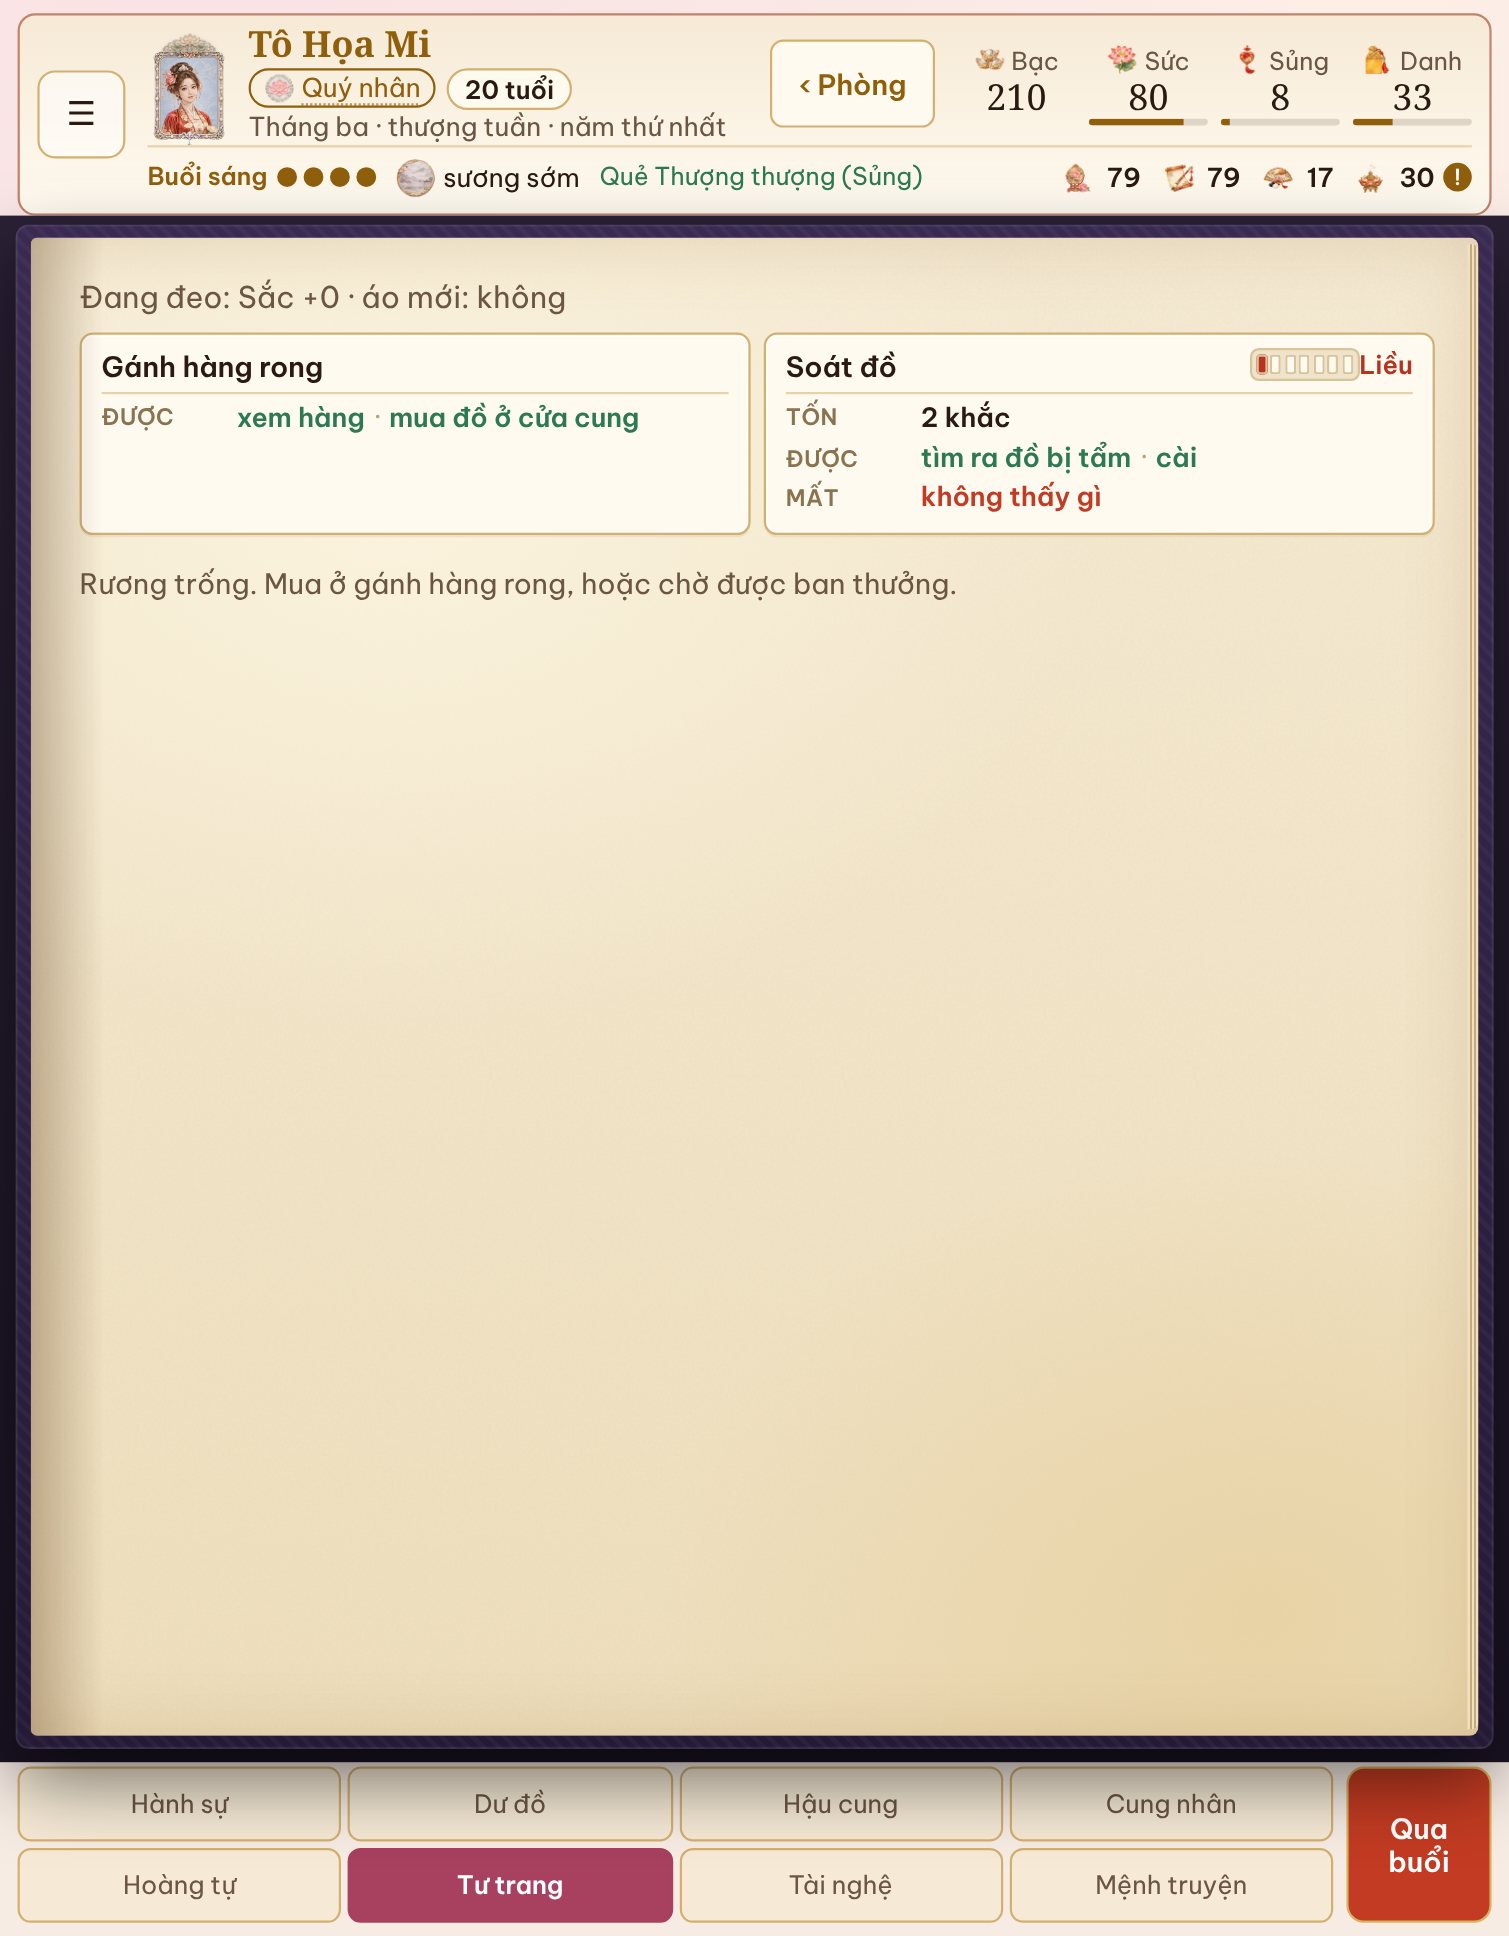 Tô Họa Mi
Quý nhân
20 tuổi
Tháng ba · thượng tuần · năm thứ nhất
‹ Phòng
Bạc
210
Sức
80
Sủng
8
Danh
33
Buổi sáng
sương sớm
Quẻ Thượng thượng (Sủng)
79
79
17
30
!
Đang đeo: Sắc +0 · áo mới: không
Gánh hàng rong
ĐƯỢC xem hàng · mua đồ ở cửa cung
Soát đồ
Liều
TỐN 2 khắc
ĐƯỢC tìm ra đồ bị tẩm · cài
MẤT không thấy gì
Rương trống. Mua ở gánh hàng rong, hoặc chờ được ban thưởng.
Hành sự
Dư đồ
Hậu cung
Cung nhân
Hoàng tự
Tư trang
Tài nghệ
Mệnh truyện
Qua
buổi